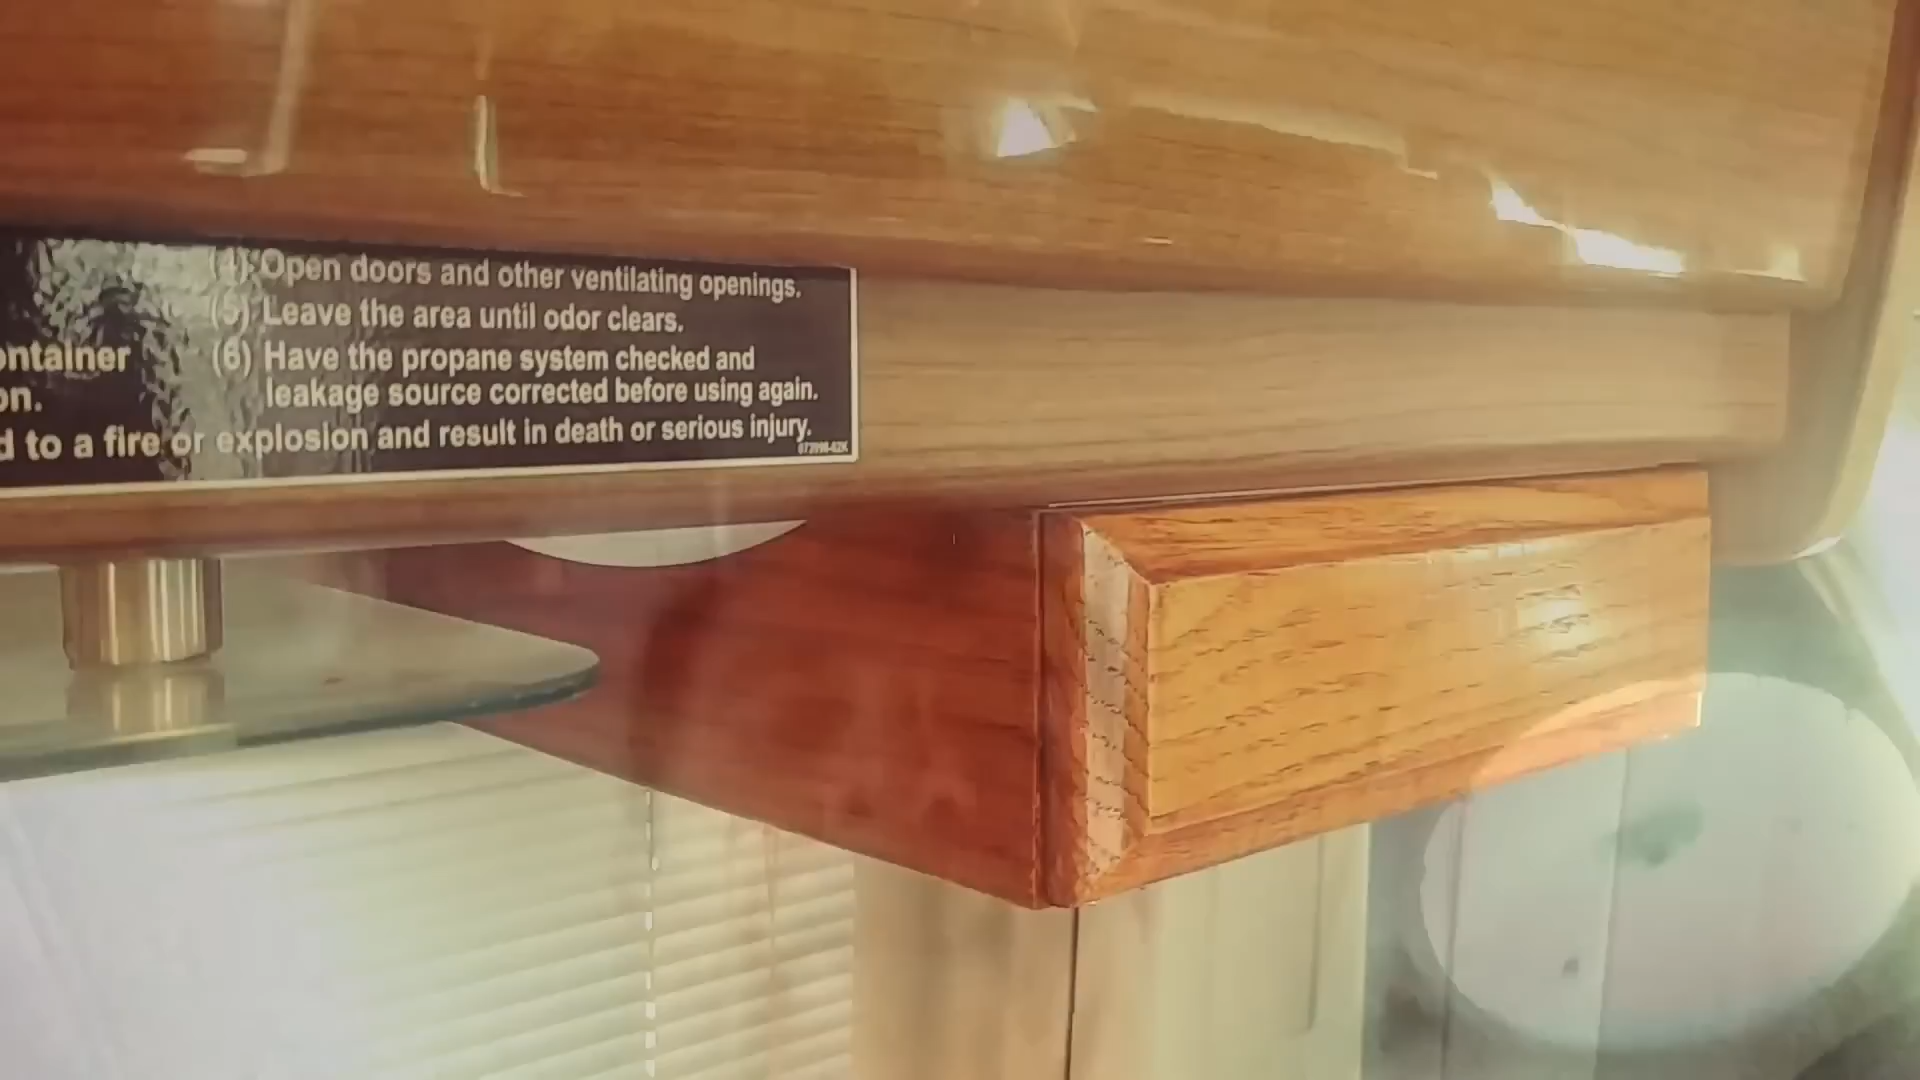 (4) Open doors and other ventilating openings.
(5) Leave the area until odor clears.
ontainer (6) Have the propane system checked and
on. leakage source corrected before using again.
d to a fire or explosion and result in death or serious injury.